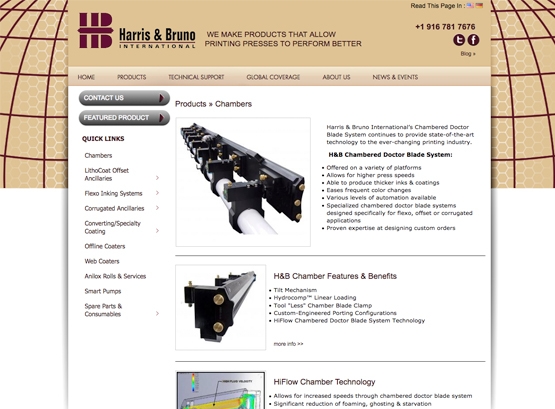 Read This Page In :
HB
Harris & Bruno
INTERNATIONAL
WE MAKE PRODUCTS THAT ALLOW
PRINTING PRESSES TO PERFORM BETTER
+1 916 781 7676
Blog »
HOME
PRODUCTS
TECHNICAL SUPPORT
GLOBAL COVERAGE
ABOUT US
NEWS & EVENTS
CONTACT US
FEATURED PRODUCT
QUICK LINKS
Chambers
LithoCoat Offset
Ancillaries
Flexo Inking Systems
Corrugated Ancillaries
Converting/Specialty
Coating
Offline Coaters
Web Coaters
Anilox Rolls & Services
Smart Pumps
Spare Parts &
Consumables
Products » Chambers
Harris & Bruno International's Chambered Doctor
Blade System continues to provide state-of-the-art
technology to the ever-changing printing industry.
H&B Chambered Doctor Blade System:
• Offered on a variety of platforms
• Allows for higher press speeds
• Able to produce thicker inks & coatings
• Eases frequent color changes
• Various levels of automation available
• Specialized chambered doctor blade systems
designed specifically for flexo, offset or corrugated
applications
• Proven expertise at designing custom orders
H&B Chamber Features & Benefits
• Tilt Mechanism
• Hydrocomp™ Linear Loading
• Tool "Less" Chamber Blade Clamp
• Custom-Engineered Porting Configurations
• HiFlow Chambered Doctor Blade System Technology
more info >>
HiFlow Chamber Technology
• Allows for increased speeds through chambered doctor blade system
• Significant reduction of foaming, ghosting & starvation